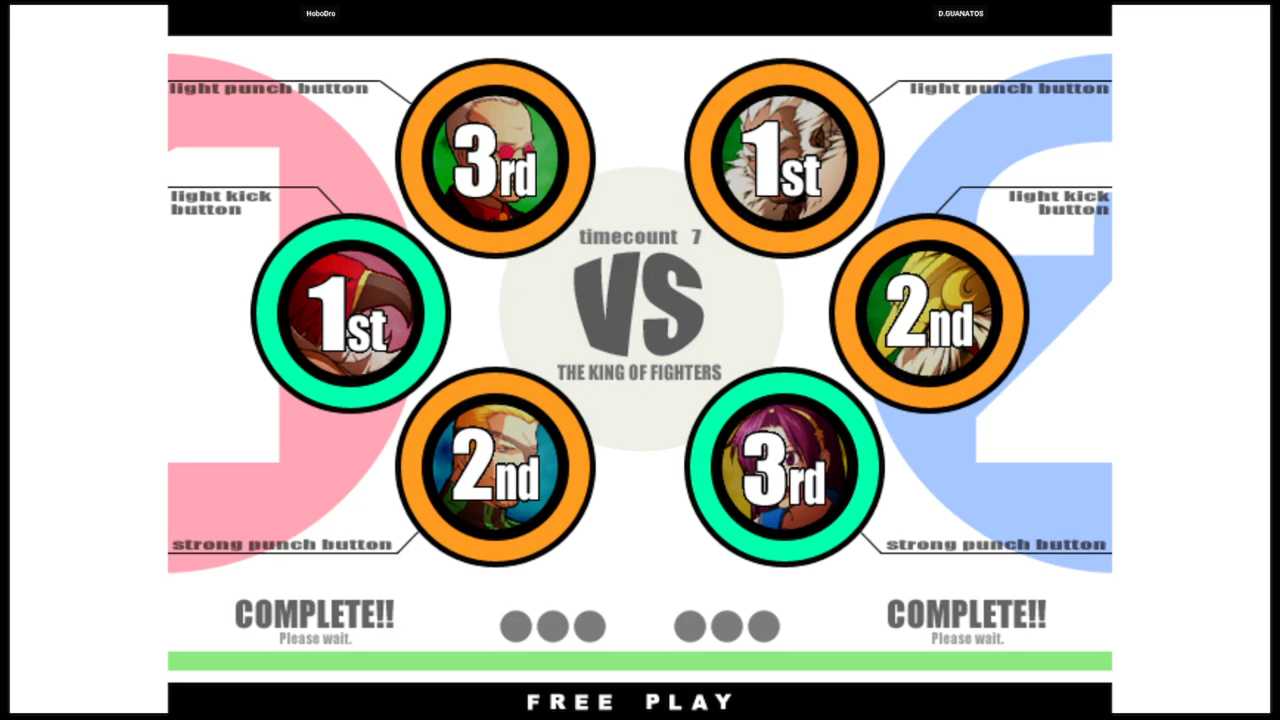 HoboDro
D.GUANATOS
light punch button
light punch button
3rd
1st
light kick
button
light kick
button
timecount 7
VS
THE KING OF FIGHTERS
1st
2nd
2nd
3rd
strong punch button
strong punch button
COMPLETE!!
Please wait.
COMPLETE!!
Please wait.
1
2
FREE PLAY